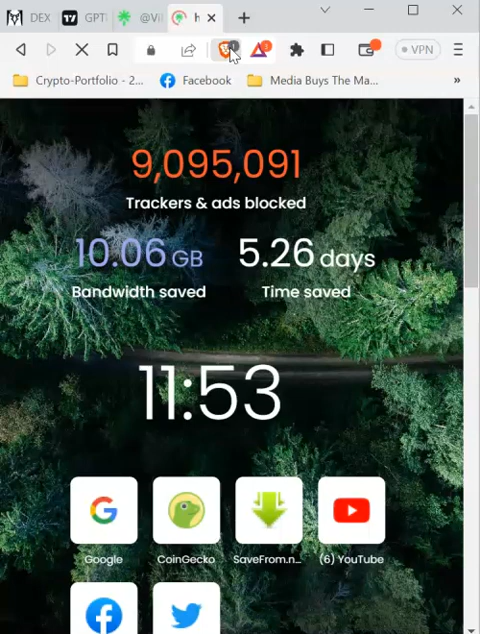 DEX
GPT
@Vi
h
VPN
Crypto-Portfolio - 2...
Facebook
Media Buys The Ma...
»
9,095,091
Trackers & ads blocked
10.06 GB
5.26 days
Bandwidth saved
Time saved
11:53
Google
CoinGecko
SaveFrom.n...
(6) YouTube